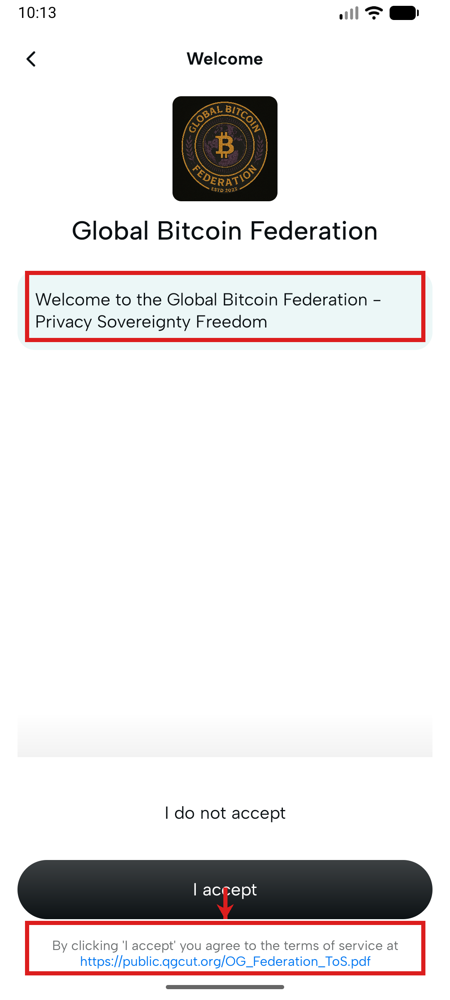 10:13
Welcome
GLOBAL BITCOIN
B
FEDERATION
ESTD 2025
Global Bitcoin Federation
Welcome to the Global Bitcoin Federation -
Privacy Sovereignty Freedom
I do not accept
I accept
By clicking 'I accept' you agree to the terms of service at
https://public.qgcut.org/OG_Federation_ToS.pdf